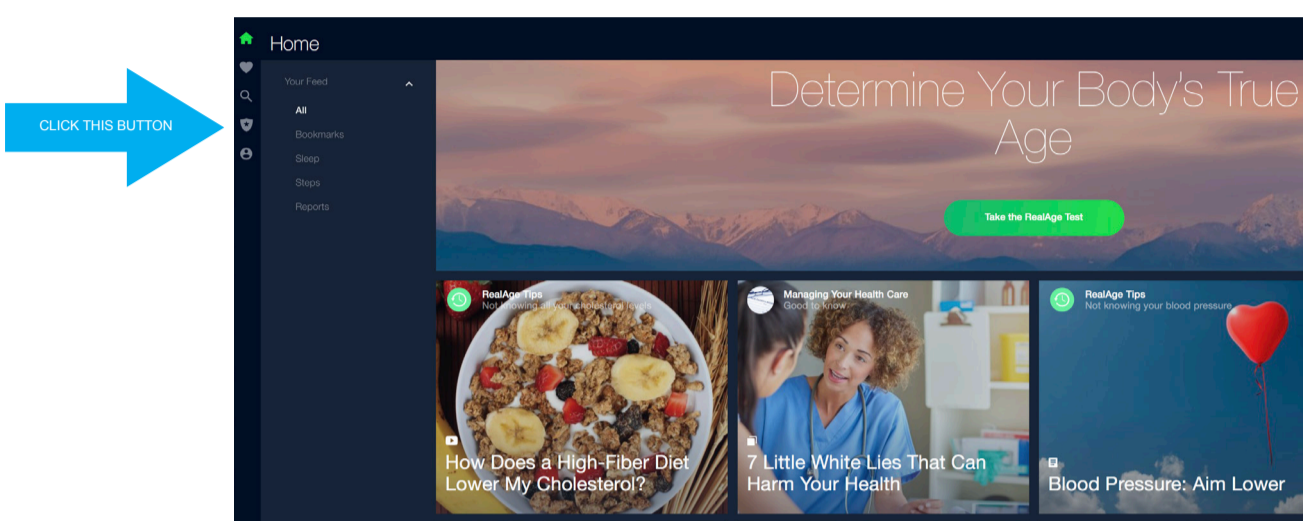 Home
CLICK THIS BUTTON
Your Feed
All
Bookmarks
Sleep
Steps
Reports
Determine Your Body's True
Age
Take the RealAge Test
RealAge Tips
Not knowing all your cholesterol levels
How Does a High-Fiber Diet
Lower My Cholesterol?
Managing Your Health Care
Good to know
7 Little White Lies That Can
Harm Your Health
RealAge Tips
Not knowing your blood pressure
Blood Pressure: Aim Lower